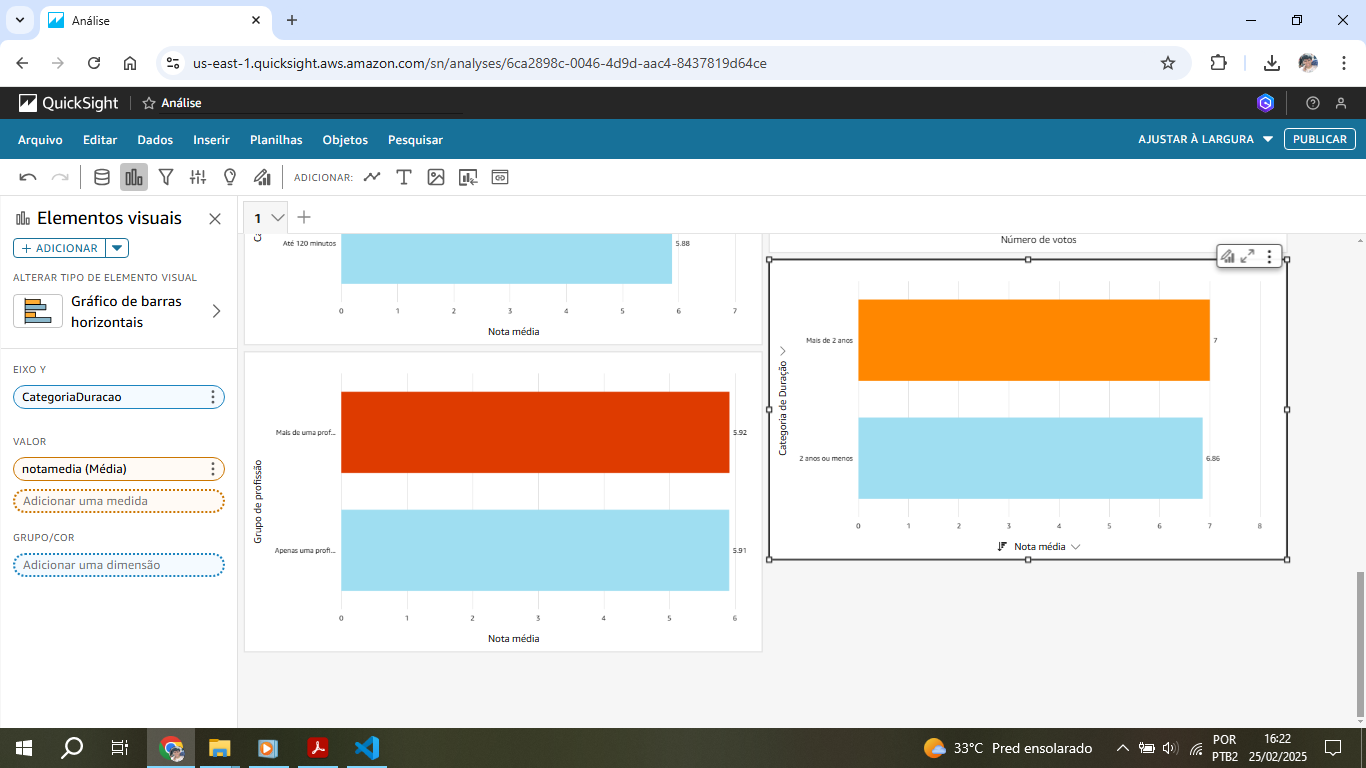 Análise
us-east-1.quicksight.aws.amazon.com/sn/analyses/6ca2898c-0046-4d9d-aac4-8437819d64ce
QuickSight
Análise
Arquivo Editar Dados Inserir Planilhas Objetos Pesquisar
AJUSTAR À LARGURA
PUBLICAR
ADICIONAR:
Elementos visuais
+ ADICIONAR
ALTERAR TIPO DE ELEMENTO VISUAL
Gráfico de barras
horizontais
EIXO Y
CategoriaDuracao
VALOR
notamedia (Média)
Adicionar uma medida
GRUPO/COR
Adicionar uma dimensão
1
Até 120 minutos
5.88
0 1 2 3 4 5 6 7
Nota média
Grupo de profissão
Mais de uma prof...
5.92
Apenas uma profi...
5.91
0 1 2 3 4 5 6
Nota média
Número de votos
Categoria de Duração
Mais de 2 anos
7
2 anos ou menos
6.86
0 1 2 3 4 5 6 7 8
Nota média
33°C Pred ensolarado
POR
PTB2
16:22
25/02/2025